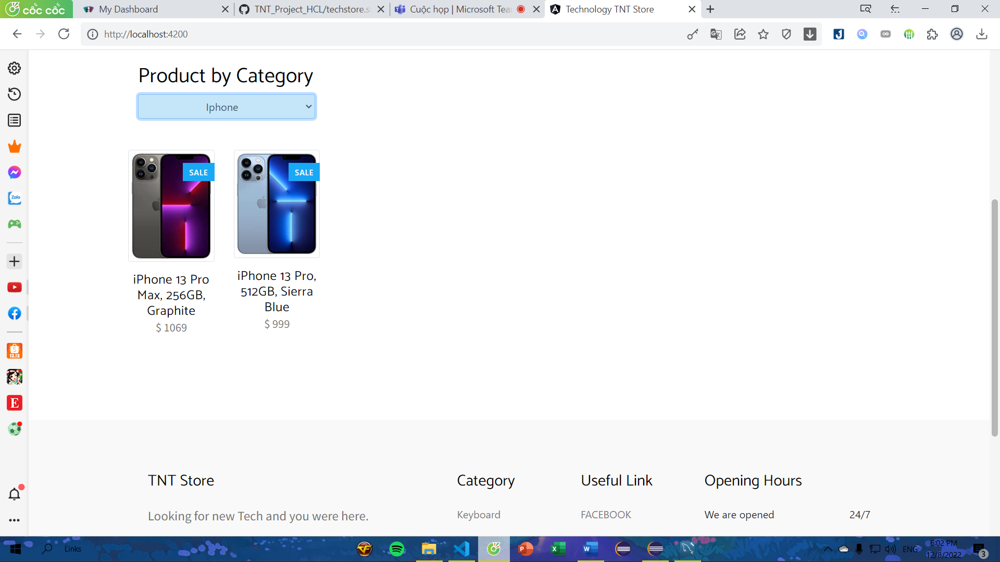 cốc cốc
My Dashboard
TNT_Project_HCL/techstore.s
Cuộc họp | Microsoft Tea
Technology TNT Store
http://localhost:4200
Product by Category
Iphone
SALE
SALE
iPhone 13 Pro
Max, 256GB,
Graphite
$ 1069
iPhone 13 Pro,
512GB, Sierra
Blue
$ 999
Zalo
12.12
E
TNT Store
Looking for new Tech and you were here.
Category
Keyboard
Useful Link
FACEBOOK
Opening Hours
We are opened 24/7
Links
ENG
6:02 PM
12/8/2022
3